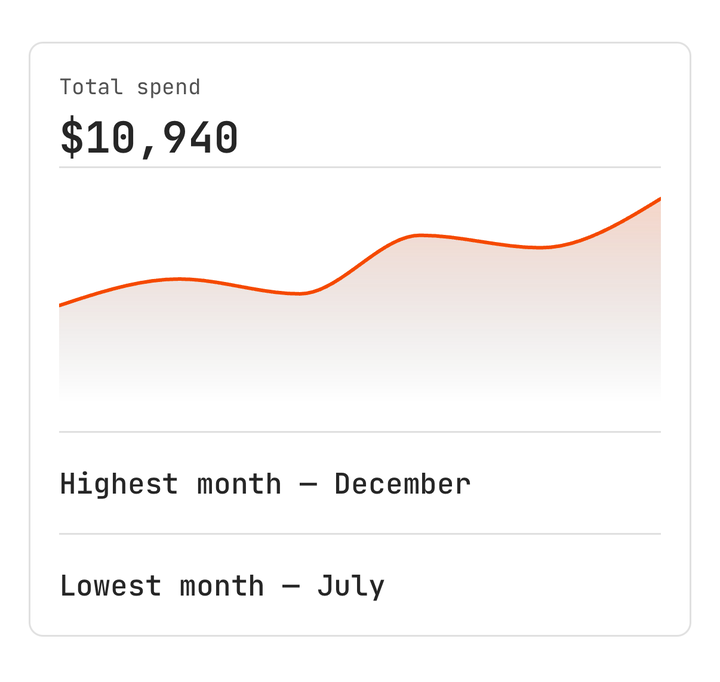 Total spend
$10,940
Highest month — December
Lowest month — July